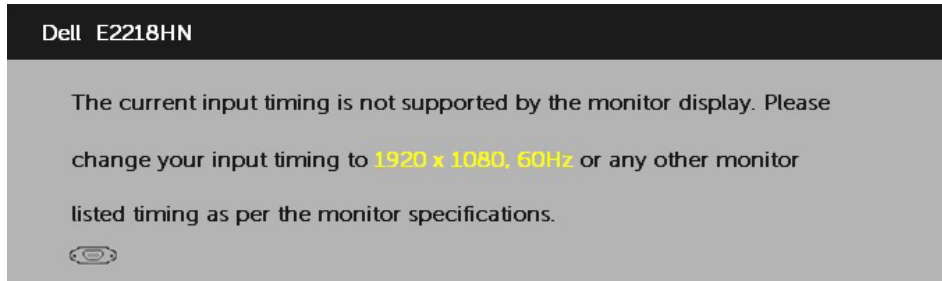 Dell E2218HN
The current input timing is not supported by the monitor display. Please
change your input timing to 1920 x 1080, 60Hz or any other monitor
listed timing as per the monitor specifications.